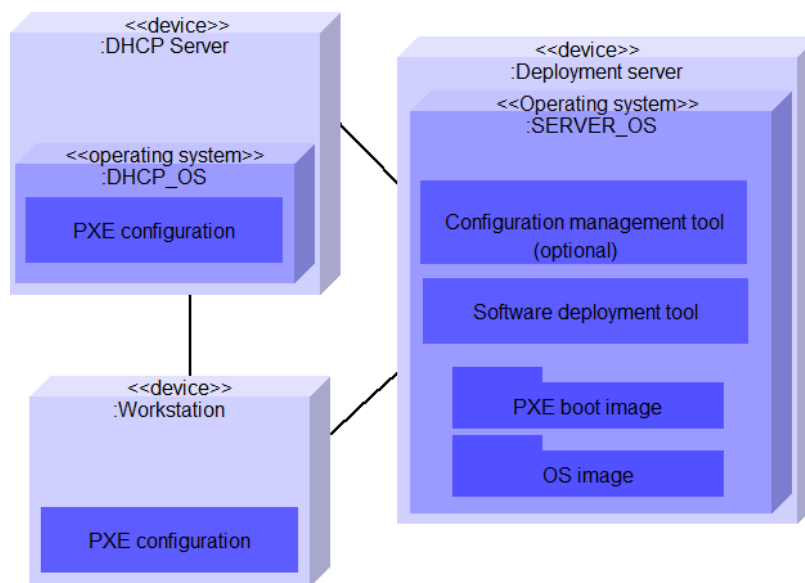 <<device>>
:DHCP Server
<<operating system>>
:DHCP_OS
PXE configuration
<<device>>
:Deployment server
<<Operating system>>
:SERVER_OS
Configuration management tool
(optional)
Software deployment tool
PXE boot image
OS image
<<device>>
:Workstation
PXE configuration